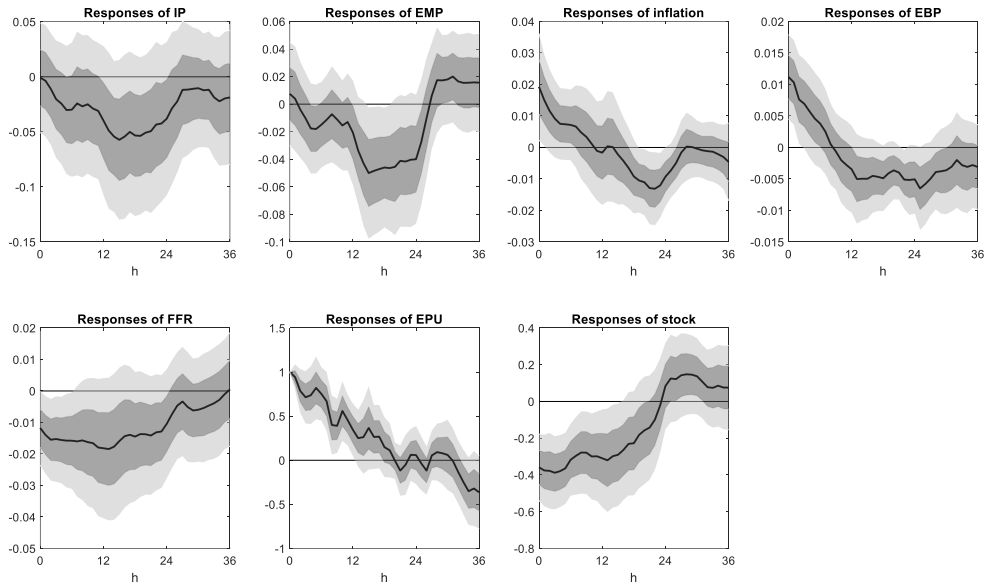 Responses of IP
0.05
0
-0.05
-0.1
-0.15
0 12 24 36
h
Responses of EMP
0.06
0.04
0.02
0
-0.02
-0.04
-0.06
-0.08
-0.1
0 12 24 36
h
Responses of inflation
0.04
0.03
0.02
0.01
0
-0.01
-0.02
-0.03
0 12 24 36
h
Responses of EBP
0.02
0.015
0.01
0.005
0
-0.005
-0.01
-0.015
0 12 24 36
h
Responses of FFR
0.02
0.01
0
-0.01
-0.02
-0.03
-0.04
-0.05
0 12 24 36
h
Responses of EPU
1.5
1
0.5
0
-0.5
-1
0 12 24 36
h
Responses of stock
0.4
0.2
0
-0.2
-0.4
-0.6
-0.8
0 12 24 36
h